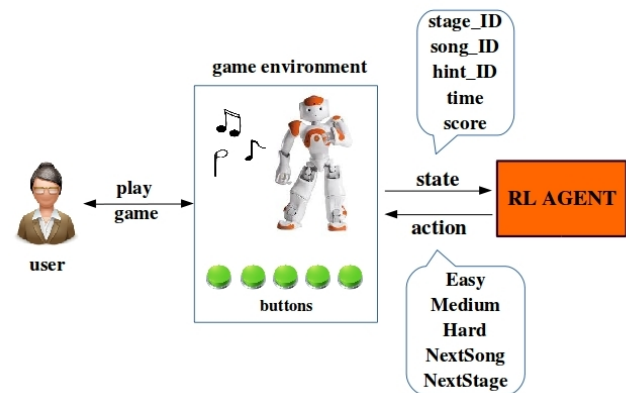 stage_ID
song_ID
hint_ID
time
score
game environment
play
game
user
buttons
state
action
RL AGENT
Easy
Medium
Hard
NextSong
NextStage